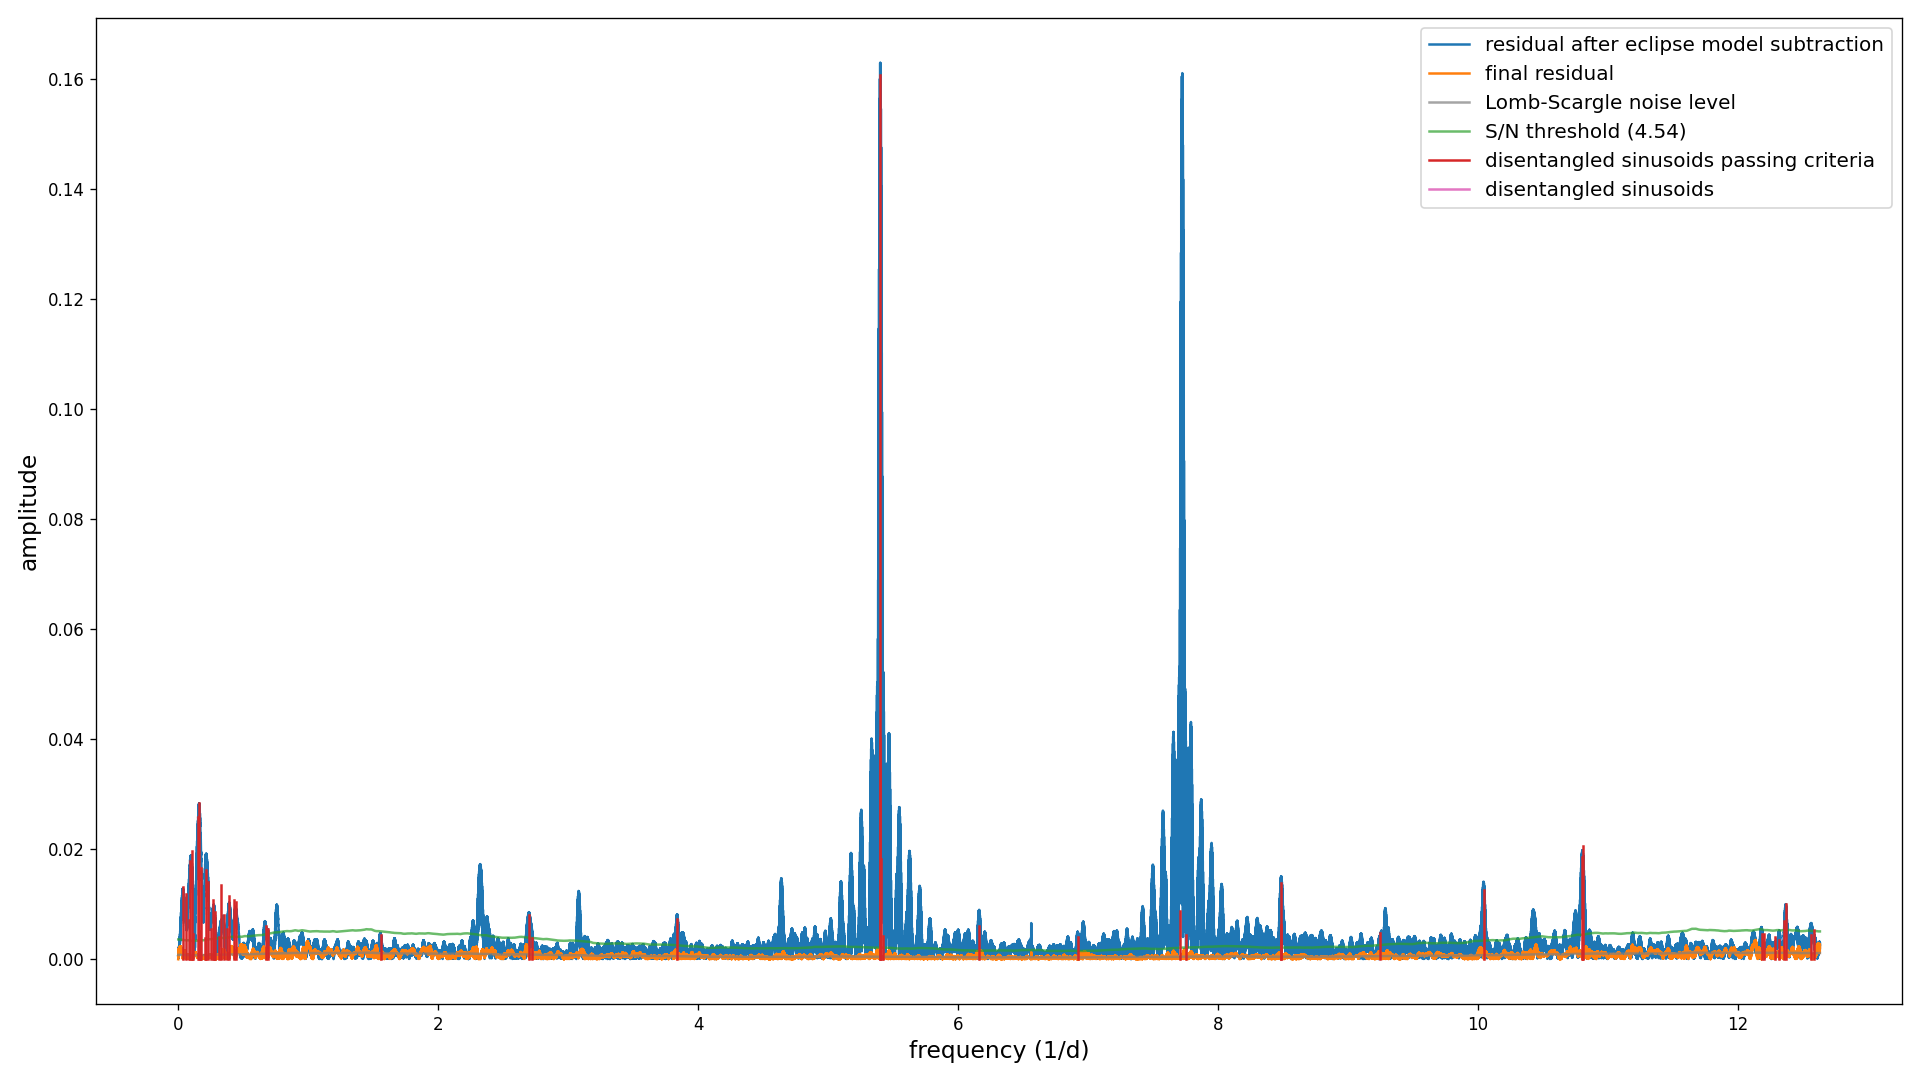 residual after eclipse model subtraction
final residual
Lomb-Scargle noise level
S/N threshold (4.54)
disentangled sinusoids passing criteria
disentangled sinusoids
0.16
0.14
0.12
0.10
0.08
0.06
0.04
0.02
0.00
amplitude
0 2 4 6 8 10 12
frequency (1/d)